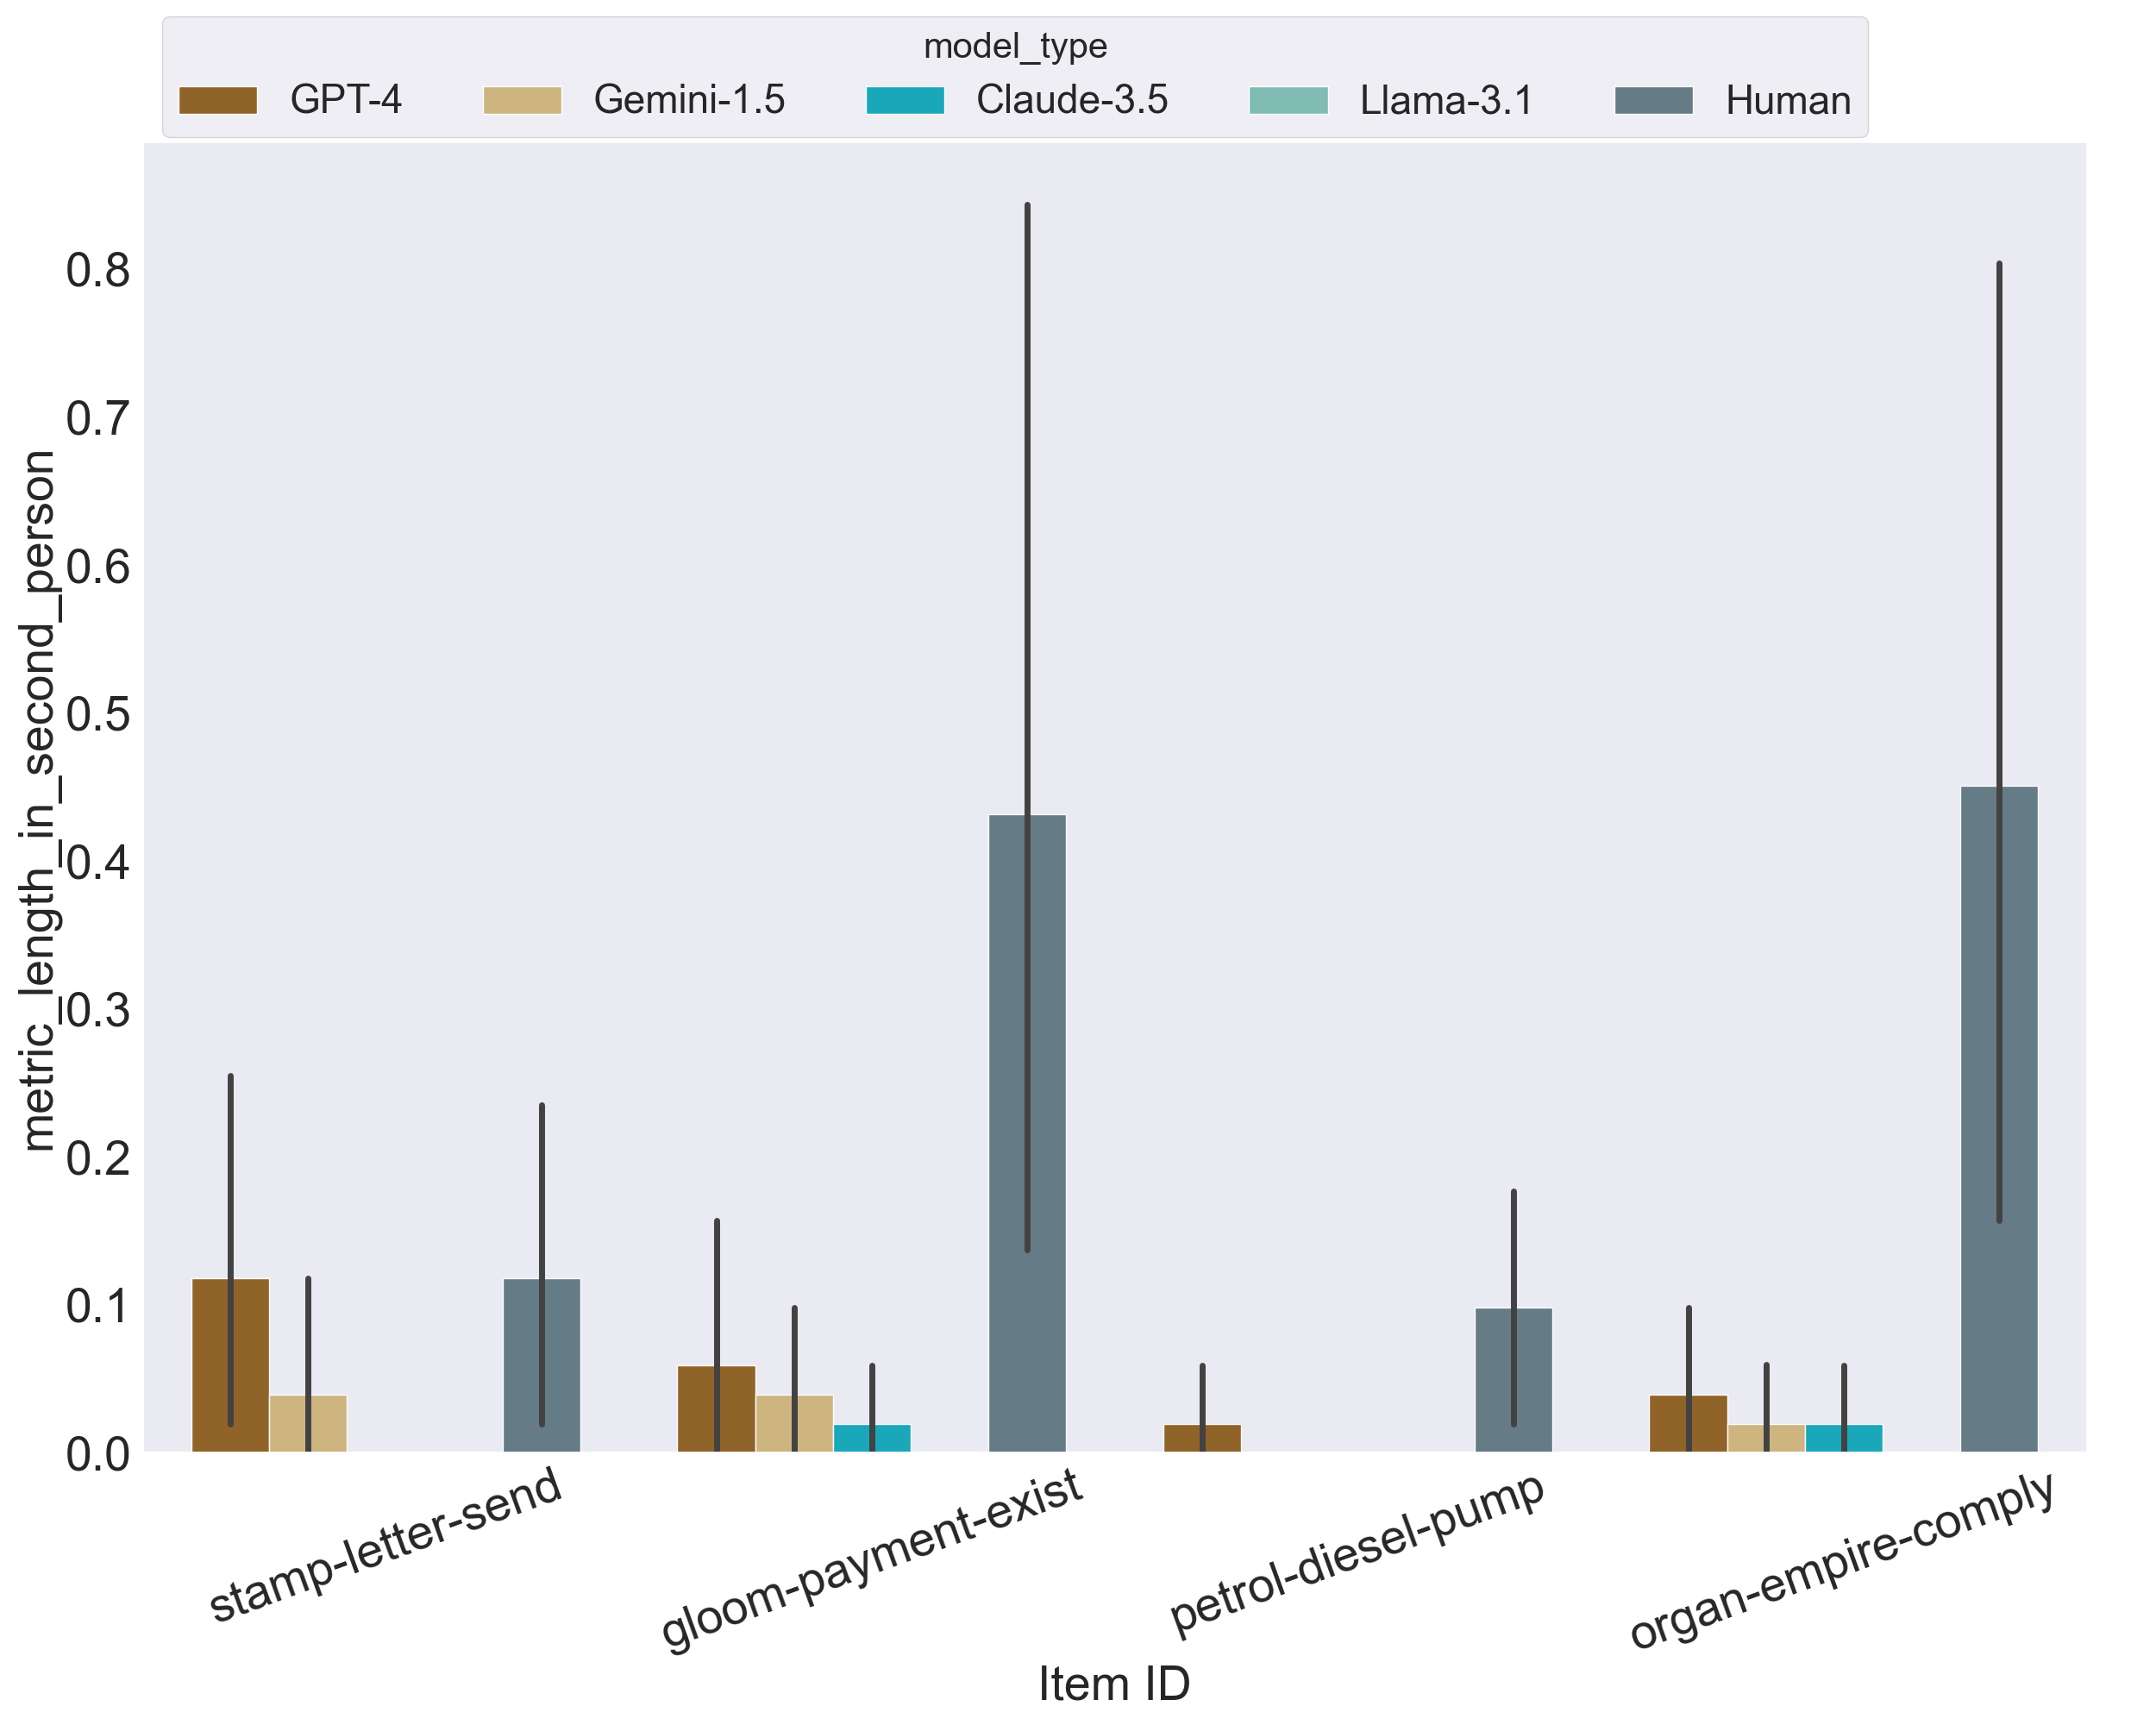 model_type
GPT-4 Gemini-1.5 Claude-3.5 Llama-3.1 Human
metric_length_in_second_person
0.8
0.7
0.6
0.5
0.4
0.3
0.2
0.1
0.0
stamp-letter-send gloom-payment-exist petrol-diesel-pump organ-empire-comply
Item ID